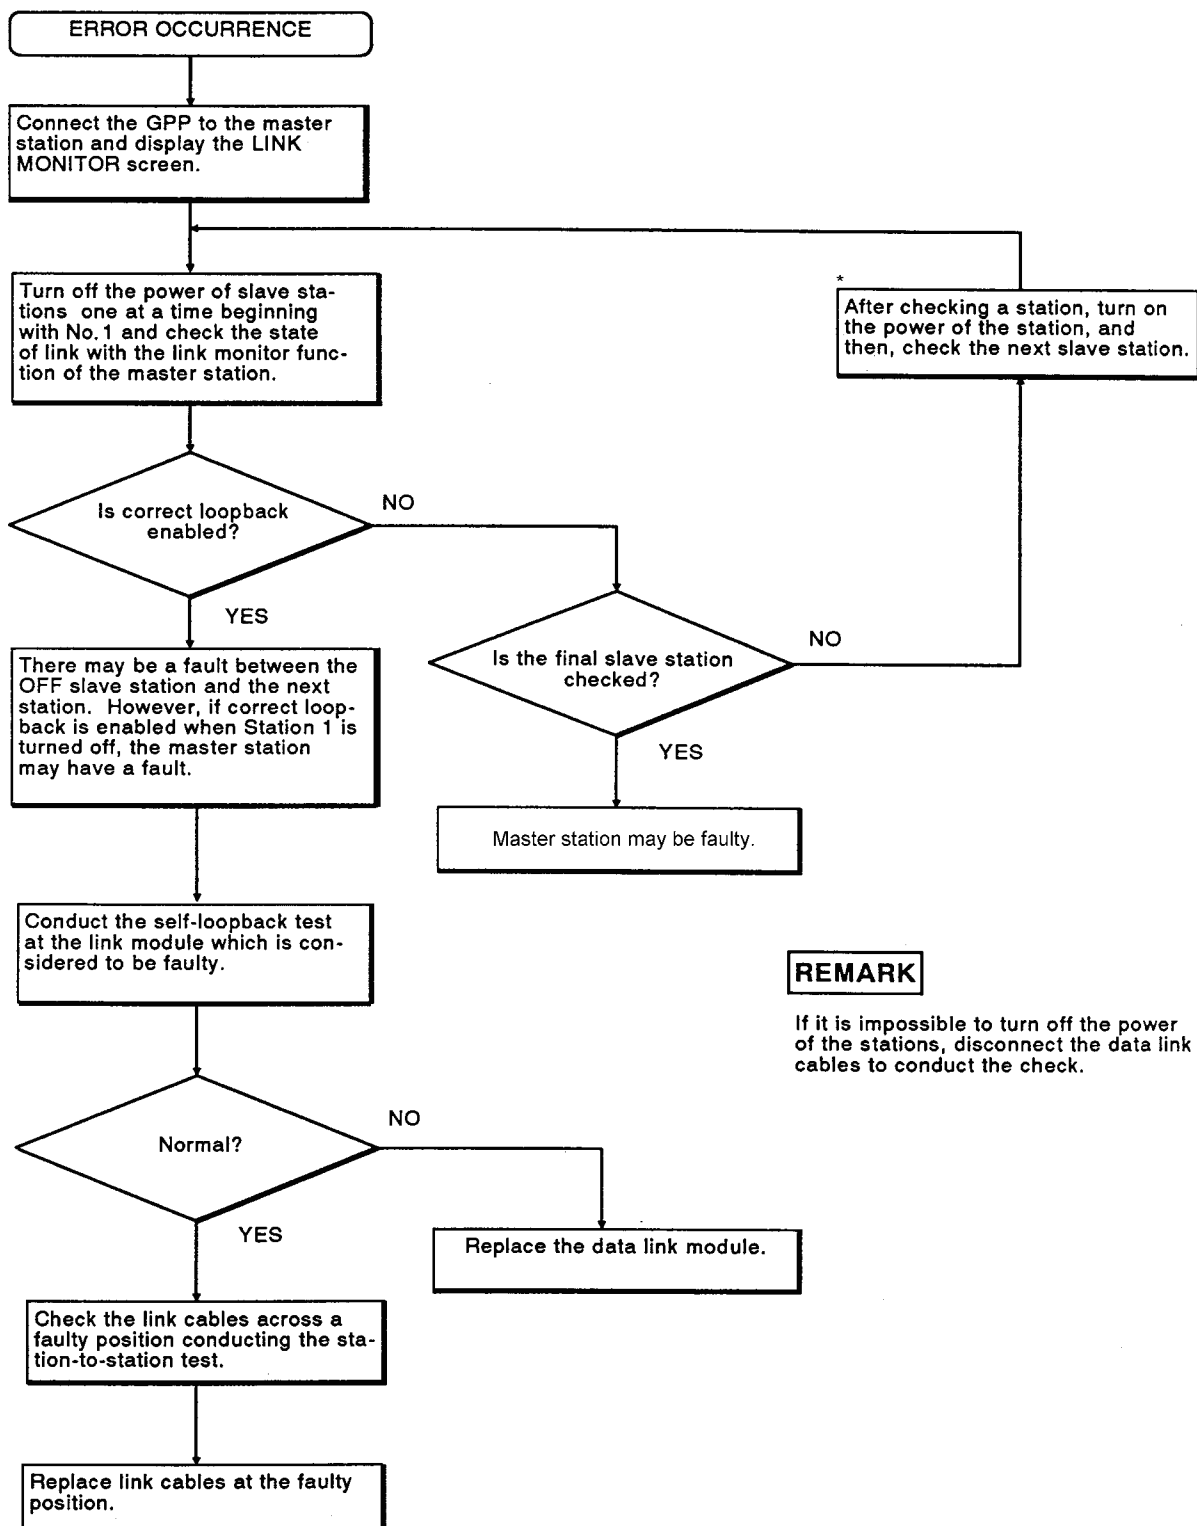 ERROR OCCURRENCE
Connect the GPP to the master
station and display the LINK
MONITOR screen.
Turn off the power of slave sta-
tions one at a time beginning
with No.1 and check the state
of link with the link monitor func-
tion of the master station.
*
After checking a station, turn on
the power of the station, and
then, check the next slave station.
Is correct loopback
enabled?
NO
YES
Is the final slave station
checked?
NO
YES
There may be a fault between the
OFF slave station and the next
station. However, if correct loop-
back is enabled when Station 1 is
turned off, the master station
may have a fault.
Master station may be faulty.
Conduct the self-loopback test
at the link module which is con-
sidered to be faulty.
REMARK
If it is impossible to turn off the power
of the stations, disconnect the data link
cables to conduct the check.
Normal?
NO
YES
Replace the data link module.
Check the link cables across a
faulty position conducting the sta-
tion-to-station test.
Replace link cables at the faulty
position.